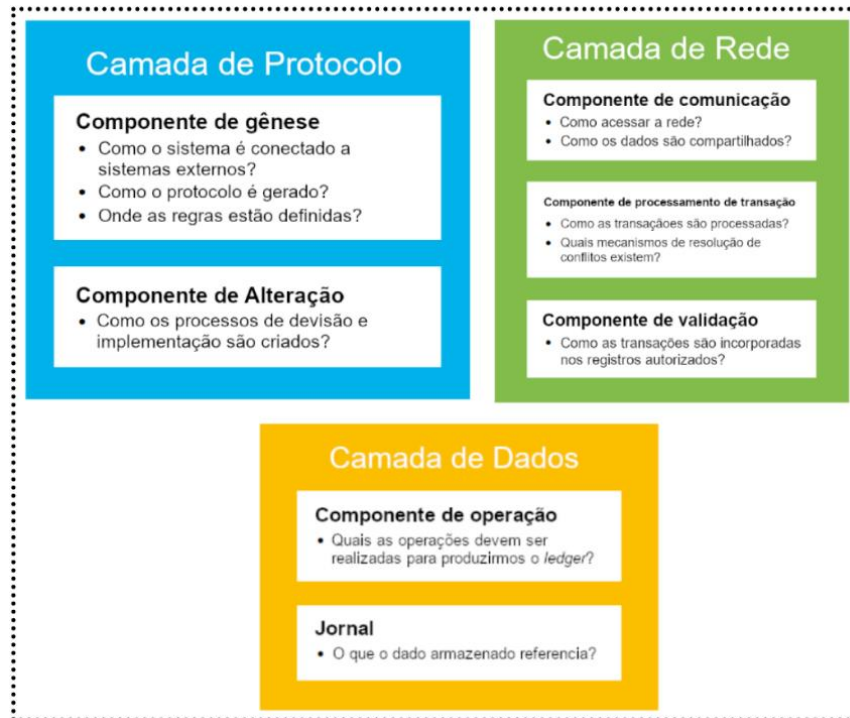 Camada de Protocolo
Componente de gênese
• Como o sistema é conectado a
sistemas externos?
• Como o protocolo é gerado?
• Onde as regras estão definidas?
Componente de Alteração
• Como os processos de devisão e
implementação são criados?
Camada de Rede
Componente de comunicação
• Como acessar a rede?
• Como os dados são compartilhados?
Componente de processamento de transação
• Como as transaçãoes são processadas?
• Quais mecanismos de resolução de
conflitos existem?
Componente de validação
• Como as transações são incorporadas
nos registros autorizados?
Camada de Dados
Componente de operação
• Quais as operações devem ser
realizadas para produzirmos o ledger?
Jornal
• O que o dado armazenado referencia?